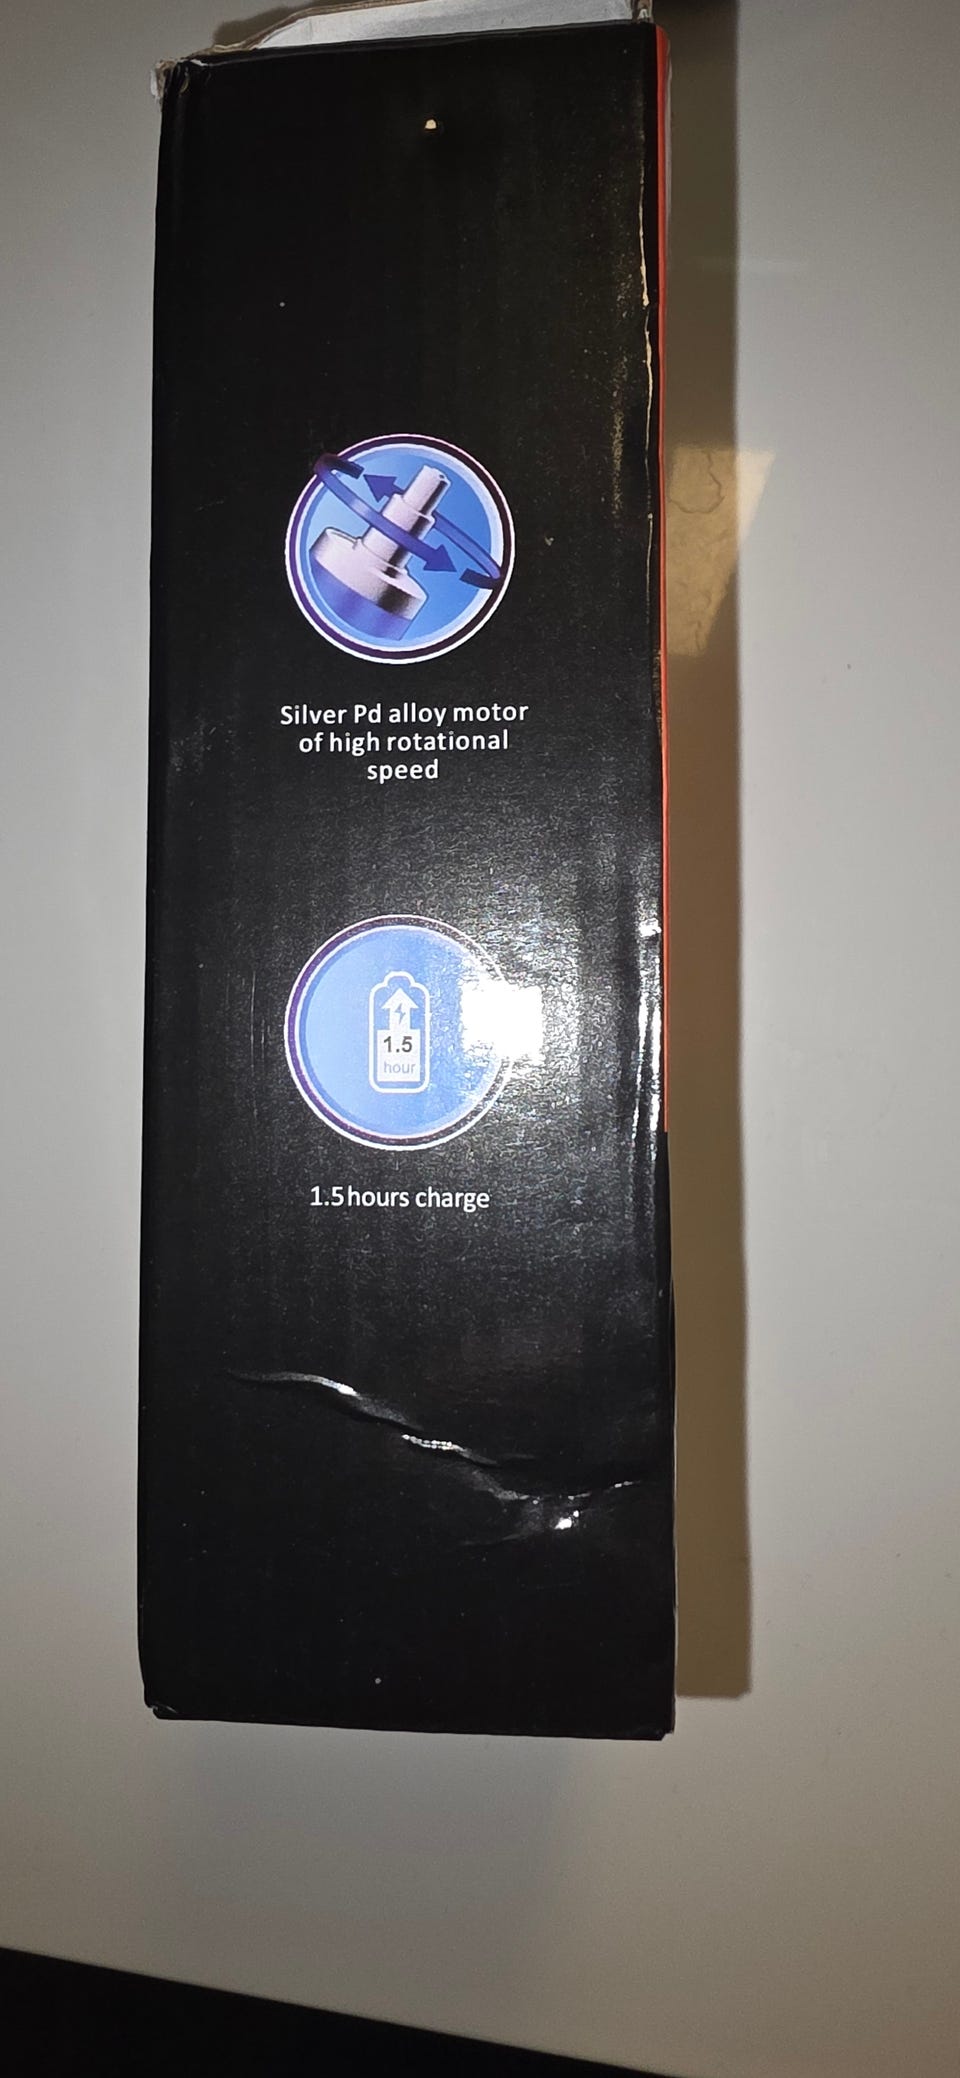 Silver Pd alloy motor
of high rotational
speed
1.5
hour
1.5hours charge